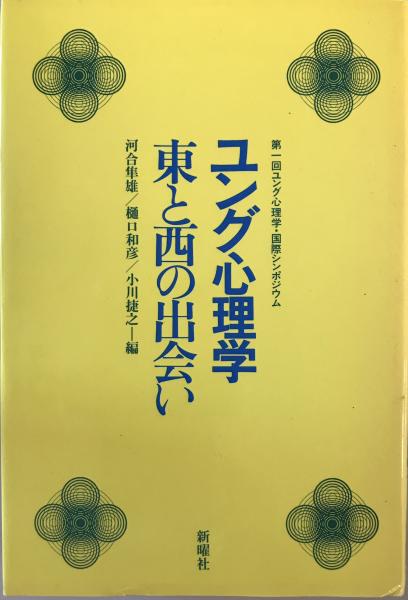 第一回ユング心理学・国際シンポジウム
ユング心理学
東と西の出会い
河合隼雄／樋口和彦／小川捷之―編
新曜社